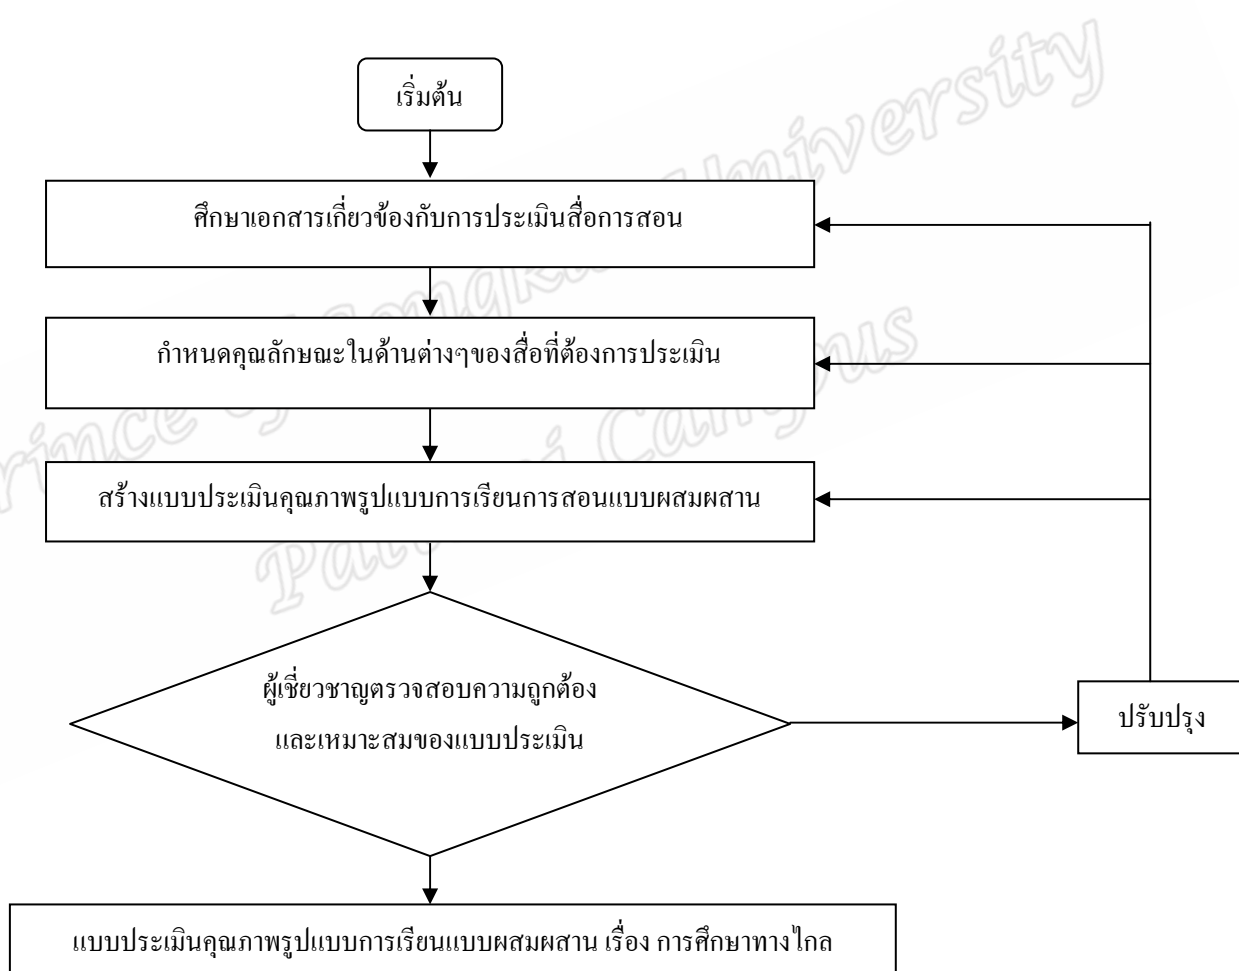 เริ่มต้น
ศึกษาเอกสารเกี่ยวข้องกับการประเมินสื่อการสอน
กำหนดคุณลักษณะในด้านต่างๆของสื่อที่ต้องการประเมิน
สร้างแบบประเมินคุณภาพรูปแบบการเรียนการสอนแบบผสมผสาน
ผู้เชี่ยวชาญตรวจสอบความถูกต้อง
และเหมาะสมของแบบประเมิน
ปรับปรุง
แบบประเมินคุณภาพรูปแบบการเรียนแบบผสมผสาน เรื่อง การศึกษาทางไกล
University